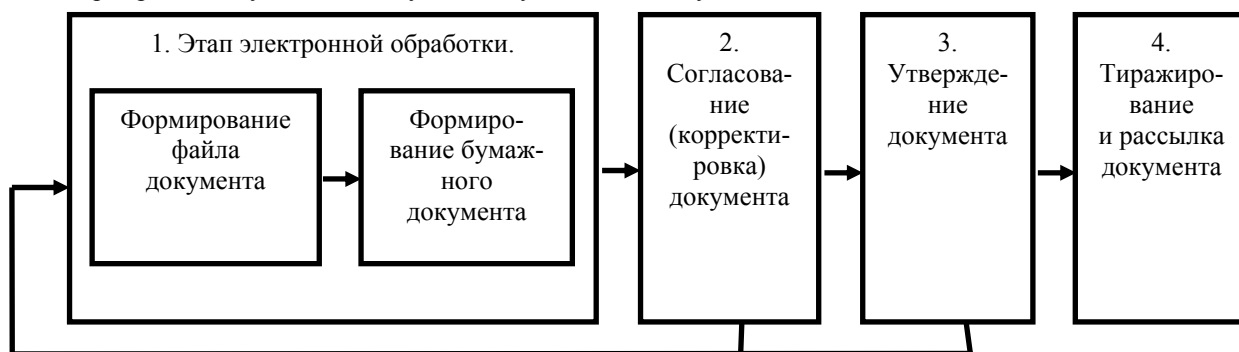 1. Этап электронной обработки.
Формирование
файла
документа
Формиро-
вание бумаж-
ного
документа
2.
Согласова-
ние
(корректи-
ровка)
документа
3.
Утвержде-
ние
документа
4.
Тиражиро-
вание
и рассылка
документа